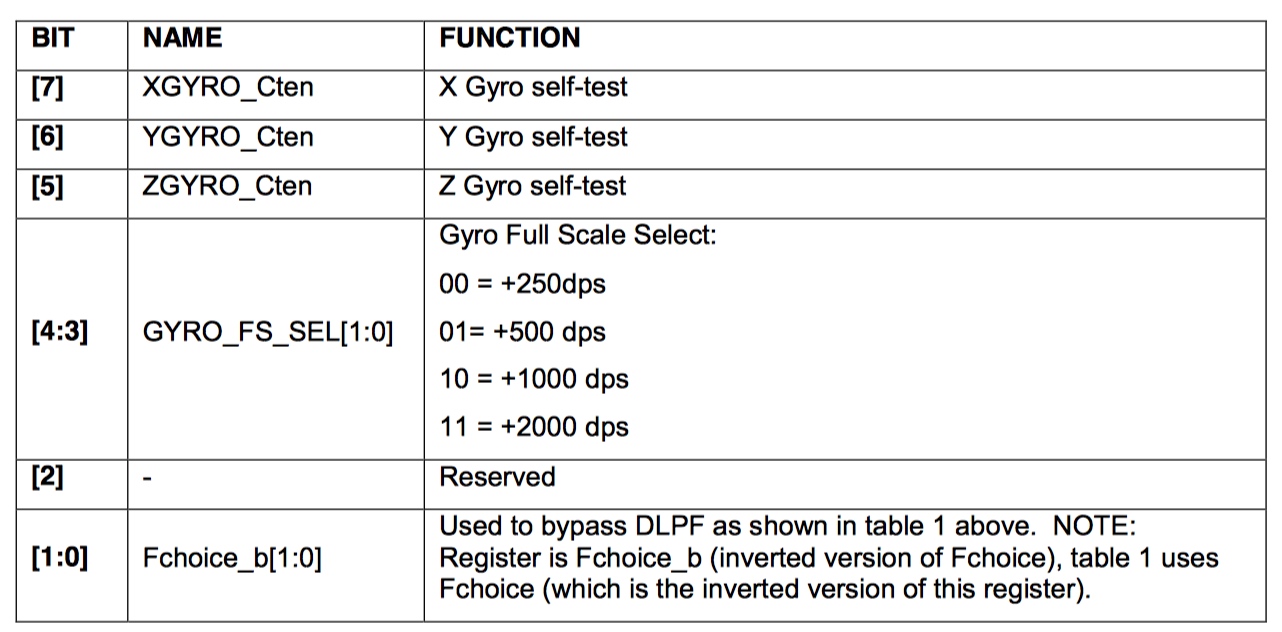 BIT NAME FUNCTION
[7] XGYRO_Cten X Gyro self-test
[6] YGYRO_Cten Y Gyro self-test
[5] ZGYRO_Cten Z Gyro self-test
Gyro Full Scale Select:
00 = +250dps
[4:3] GYRO_FS_SEL[1:0] 01= +500 dps
10 = +1000 dps
11 = +2000 dps
[2] - Reserved
Used to bypass DLPF as shown in table 1 above.  NOTE:
[1:0] Fchoice_b[1:0] Register is Fchoice_b (inverted version of Fchoice), table 1 uses
Fchoice (which is the inverted version of this register).